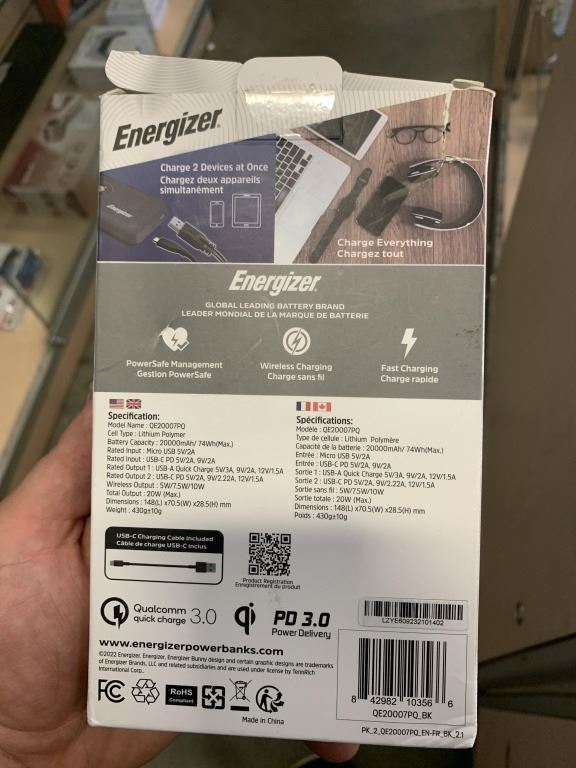 Energizer
Charge 2 Devices at Once
Chargez deux appareils
simultanément
Energizer
Charge Everything
Chargez tout
Energizer
GLOBAL LEADING BATTERY BRAND
LEADER MONDIAL DE LA MARQUE DE BATTERIE
PowerSafe Management
Gestion PowerSafe
Wireless Charging
Charge sans fil
Fast Charging
Charge rapide
Specification:
Model Name : QE20007PQ
Cell Type : Lithium Polymer
Battery Capacity : 20000mAh/ 74Wh(Max.)
Rated Input : Micro USB 5V/2A
Rated Input : USB-C PD 5V/2A, 9V/2A
Rated Output 1 : USB-A Quick Charge 5V/3A, 9V/2A, 12V/1.5A
Rated Output 2 : USB-C PD 5V/2A, 9V/2.22A, 12V/1.5A
Wireless Output : 5W/7.5W/10W
Total Output : 20W (Max.)
Dimensions : 148(L) x70.5(W) x28.5(H) mm
Weight : 430g±10g
Spécifications:
Modèle : QE20007PQ
Type de cellule : Lithium Polymère
Capacité de la batterie : 20000mAh/ 74Wh(Max.)
Entrée : Micro USB 5V/2A
Entrée : USB-C PD 5V/2A, 9V/2A
Sortie 1 : USB-A Quick Charge 5V/3A, 9V/2A, 12V/1.5A
Sortie 2 : USB-C PD 5V/2A, 9V/2.22A, 12V/1.5A
Sortie sans fil : 5W/7.5W/10W
Sortie totale : 20W (Max.)
Dimensions : 148(L) x70.5(W) x28.5(H) mm
Poids : 430g±10g
USB-C Charging Cable Included
Câble de charge USB-C inclus
Product Registration
Enregistrement du produit
Qualcomm
quick charge 3.0
qi
PD 3.0
Power Delivery
LZYE609232101402
www.energizerpowerbanks.com
©2022 Energizer. Energizer, Energizer Bunny design and certain graphic designs are trademarks
of Energizer Brands, LLC and related subsidiaries and are used under license by TennRich
International Corp..
FC
RoHS
Compliant
Made in China
8 42982 10356 6
QE20007PQ_BK
PK_2_QE20007PQ_EN-FR_BK_2.1